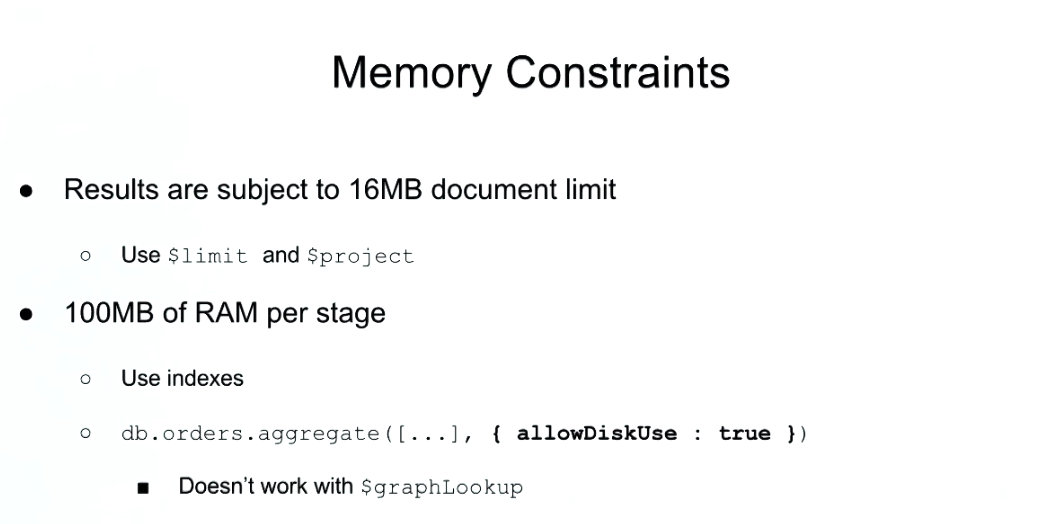 Memory Constraints
● Results are subject to 16MB document limit
○ Use $limit and $project
● 100MB of RAM per stage
○ Use indexes
○ db.orders.aggregate([...], { allowDiskUse : true })
■ Doesn't work with $graphLookup